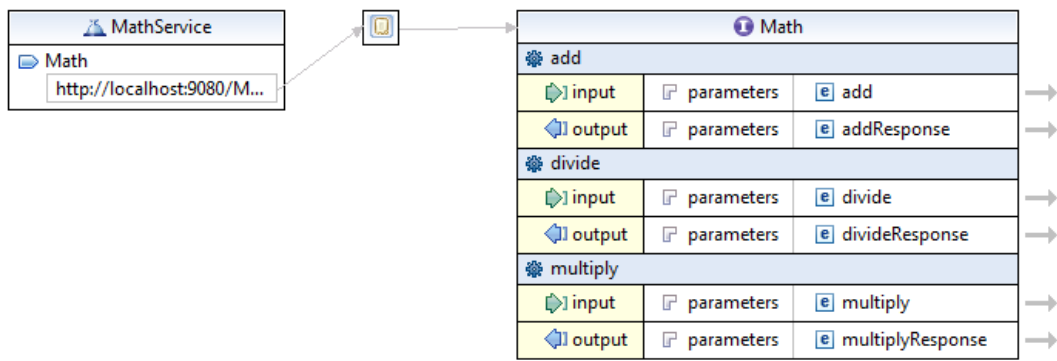 MathService
Math
http://localhost:9080/M...
Math
add
input parameters add
output parameters addResponse
divide
input parameters divide
output parameters divideResponse
multiply
input parameters multiply
output parameters multiplyResponse